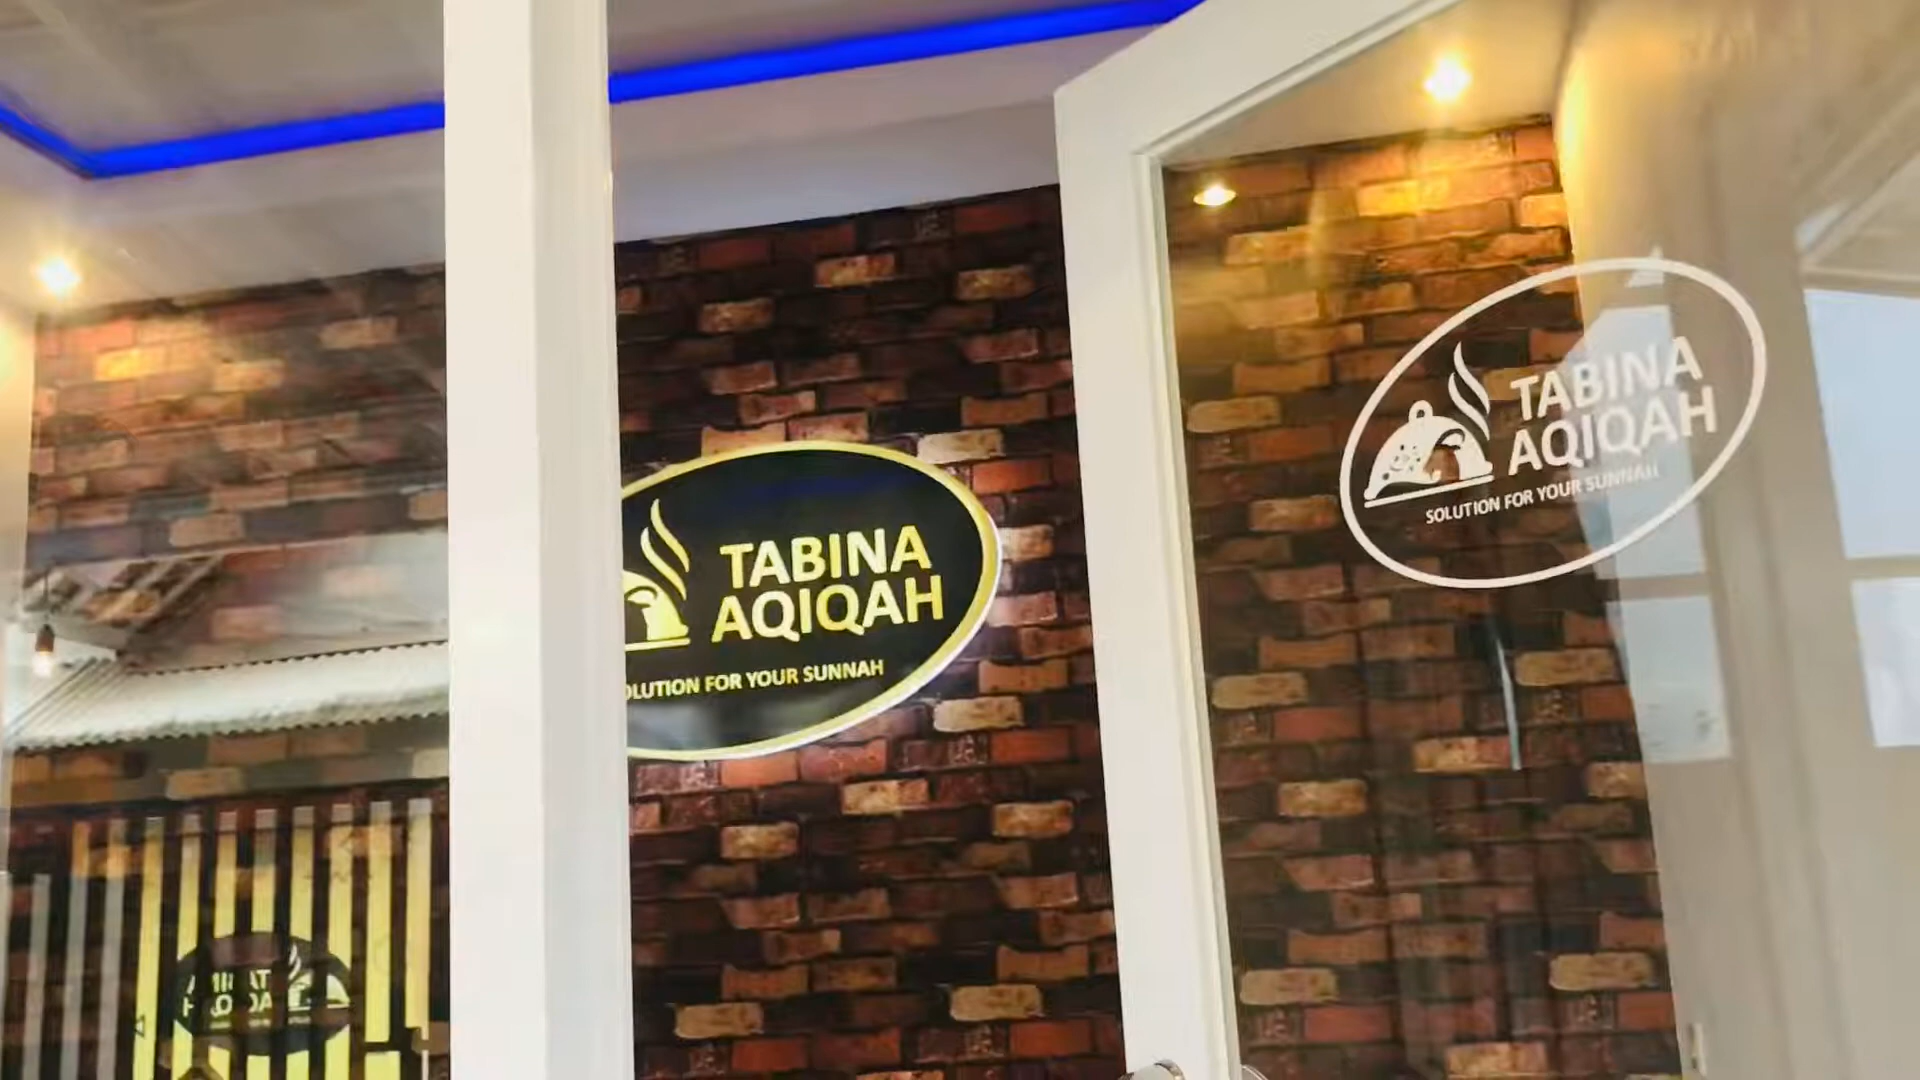 TABINA
AQIQAH
OLUTION FOR YOUR SUNNAH
TABINA
AQIQAH
SOLUTION FOR YOUR SUNNAH